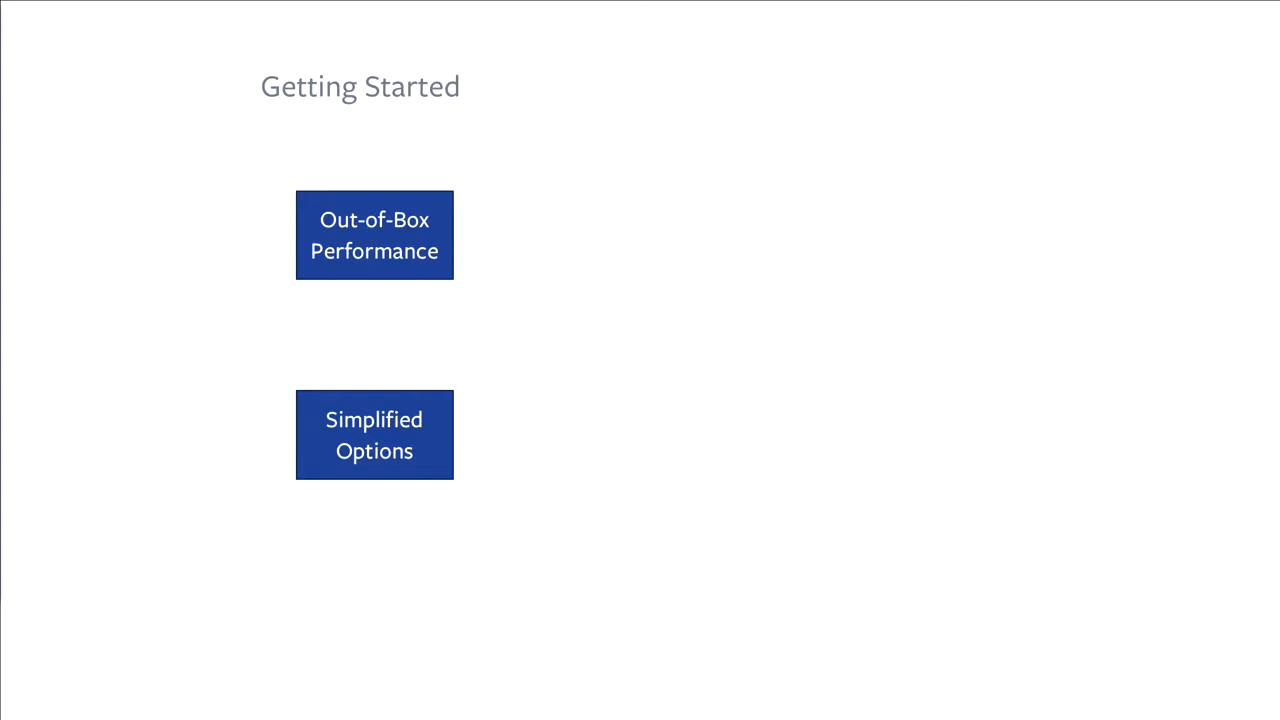 Getting Started
Out-of-Box
Performance
Simplified
Options